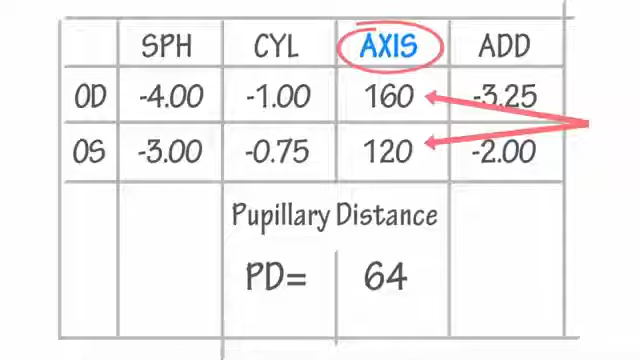 SPH CYL AXIS ADD
OD -4.00 -1.00 160 -3.25
OS -3.00 -0.75 120 -2.00
Pupillary Distance
PD= 64